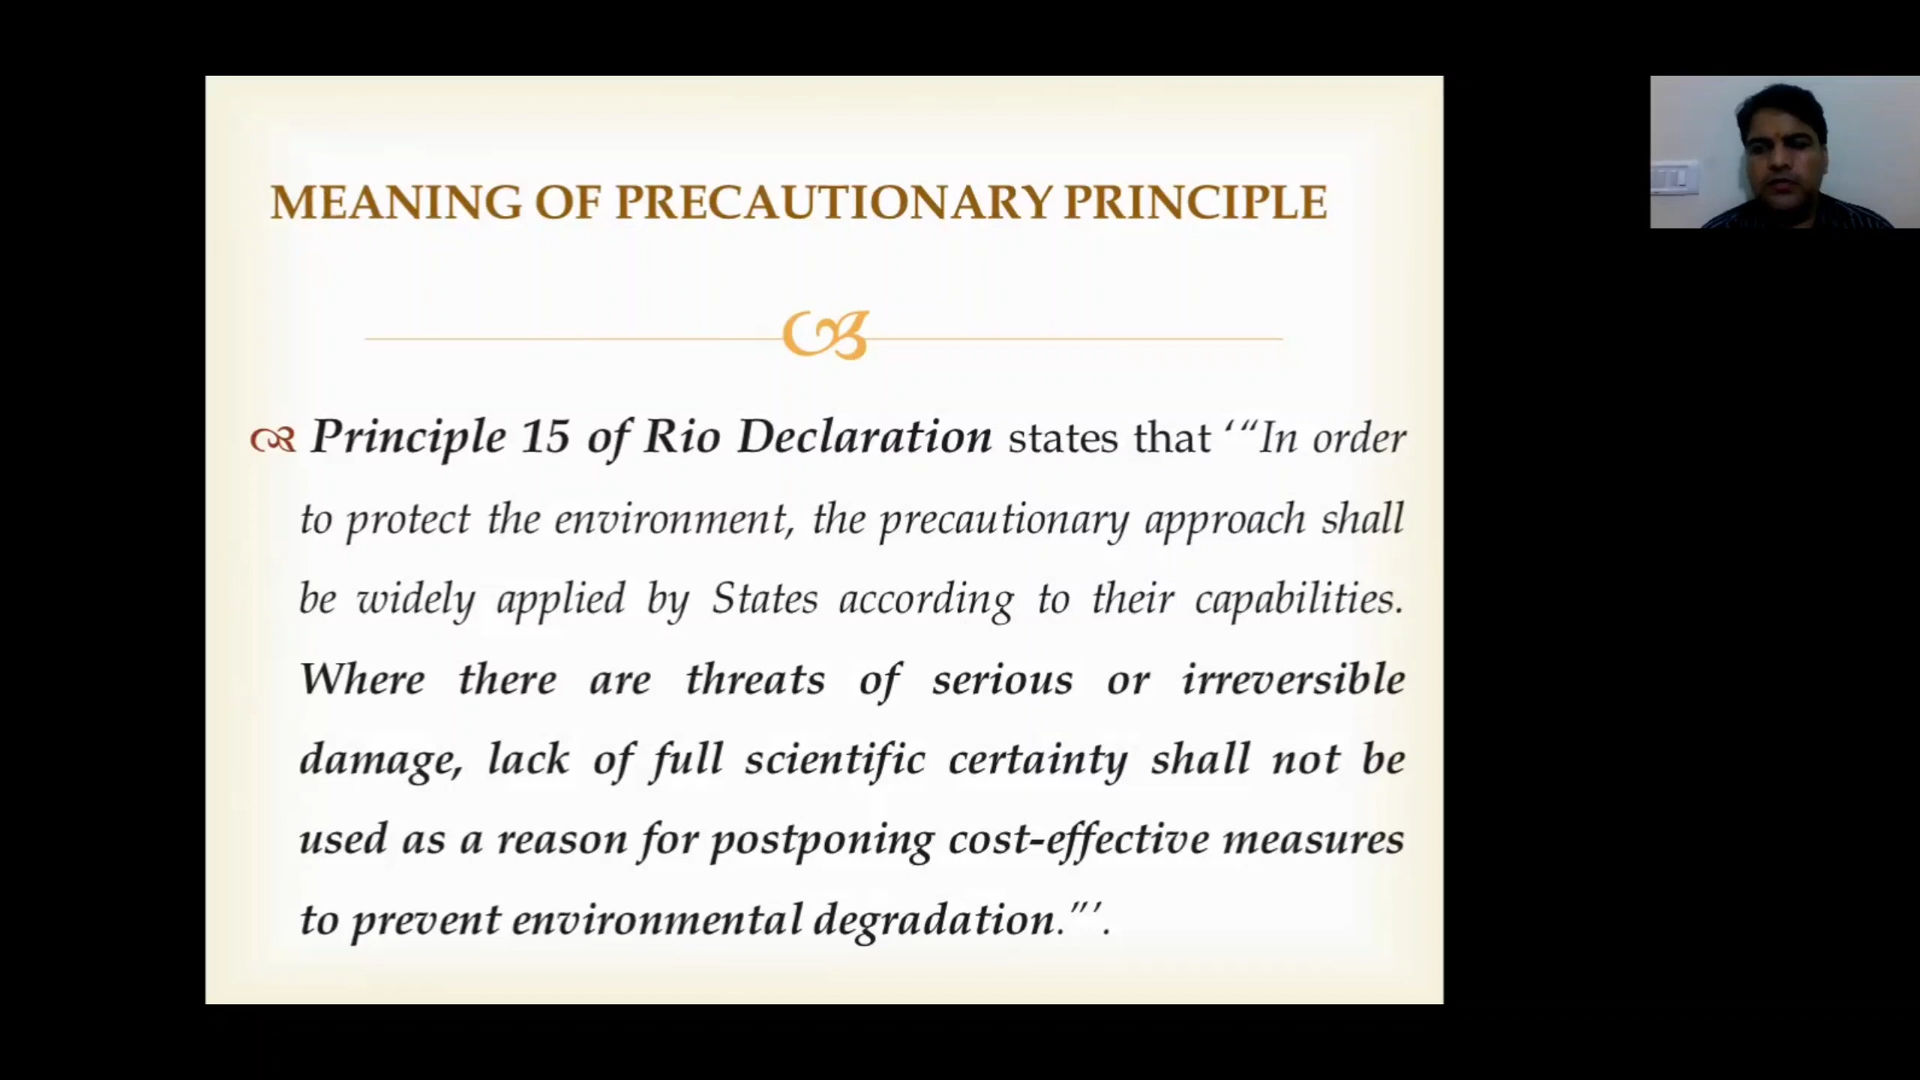 MEANING OF PRECAUTIONARY PRINCIPLE
Principle 15 of Rio Declaration states that ‘“In order
to protect the environment, the precautionary approach shall
be widely applied by States according to their capabilities.
Where there are threats of serious or irreversible
damage, lack of full scientific certainty shall not be
used as a reason for postponing cost-effective measures
to prevent environmental degradation.”’.